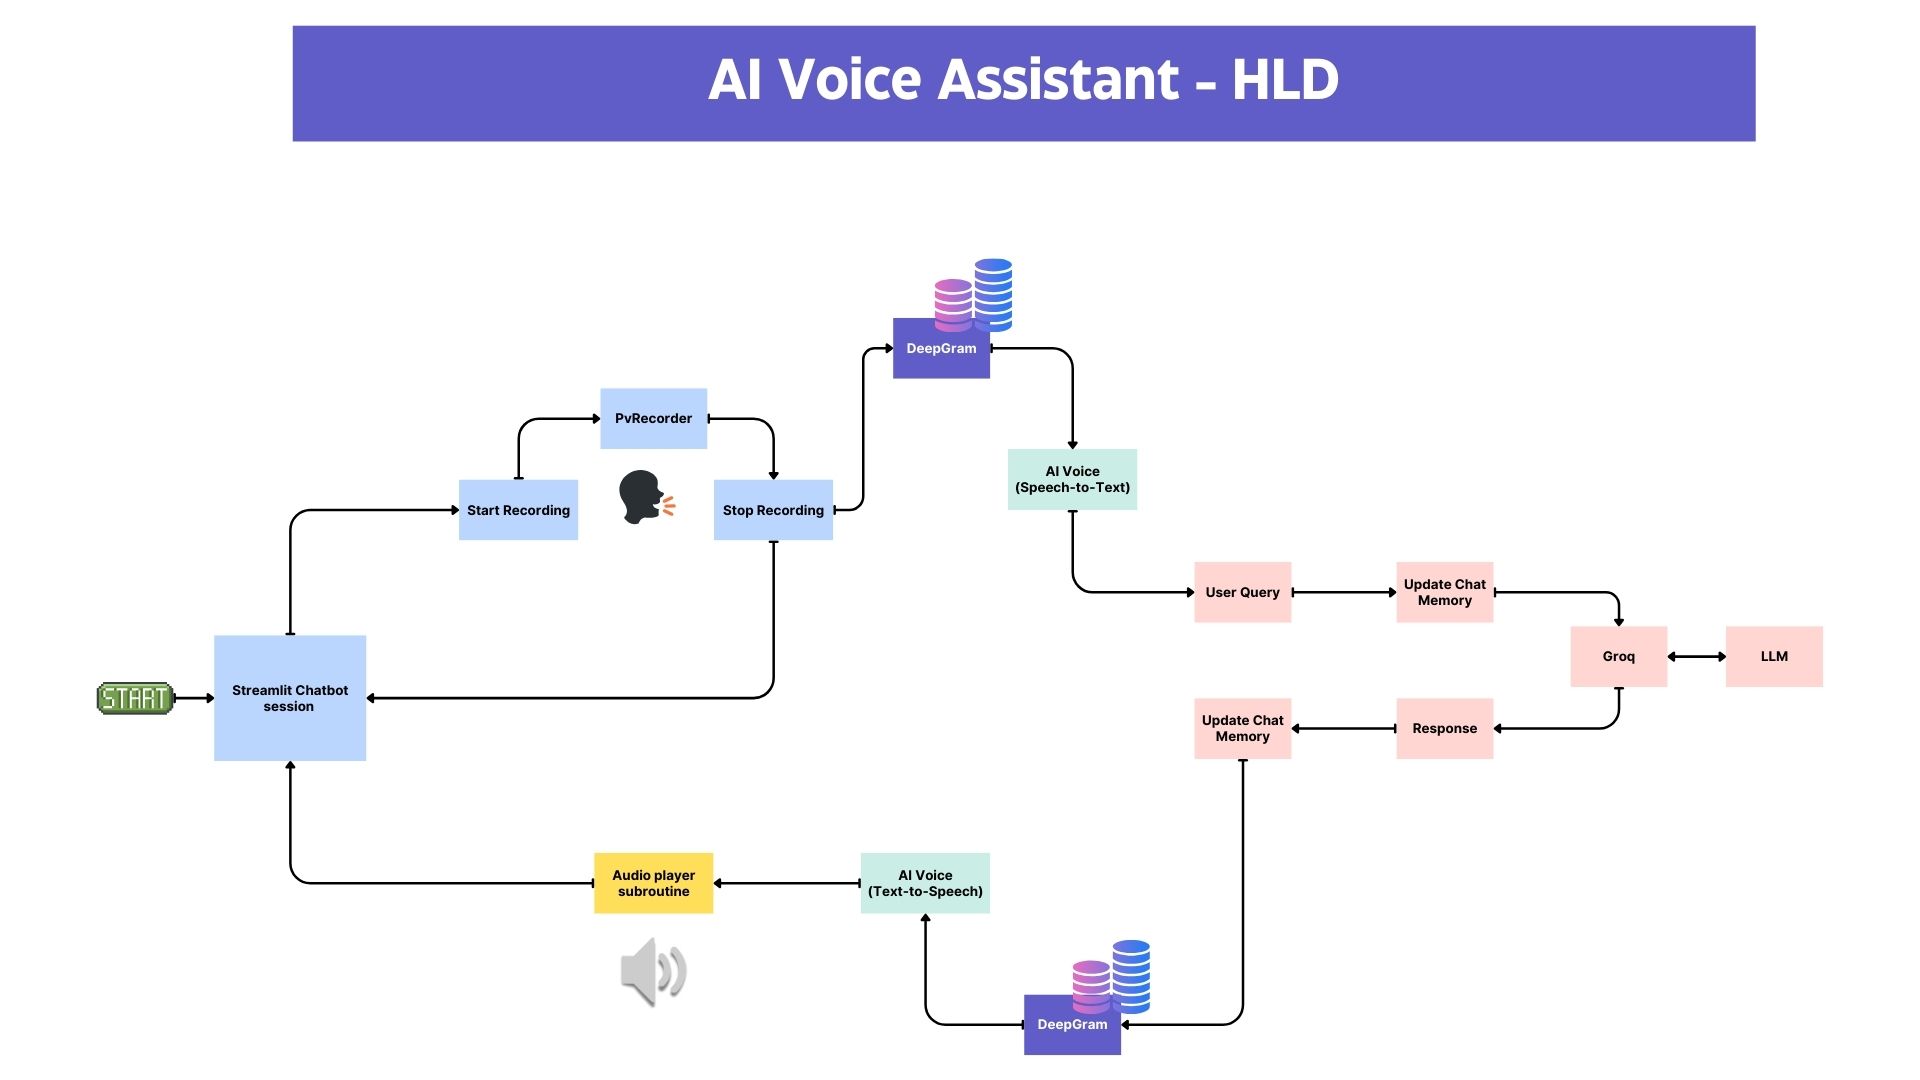 AI Voice Assistant - HLD
DeepGram
PvRecorder
Start Recording
Stop Recording
AI Voice
(Speech-to-Text)
User Query
Update Chat
Memory
Groq
LLM
START
Streamlit Chatbot
session
Update Chat
Memory
Response
Audio player
subroutine
AI Voice
(Text-to-Speech)
DeepGram